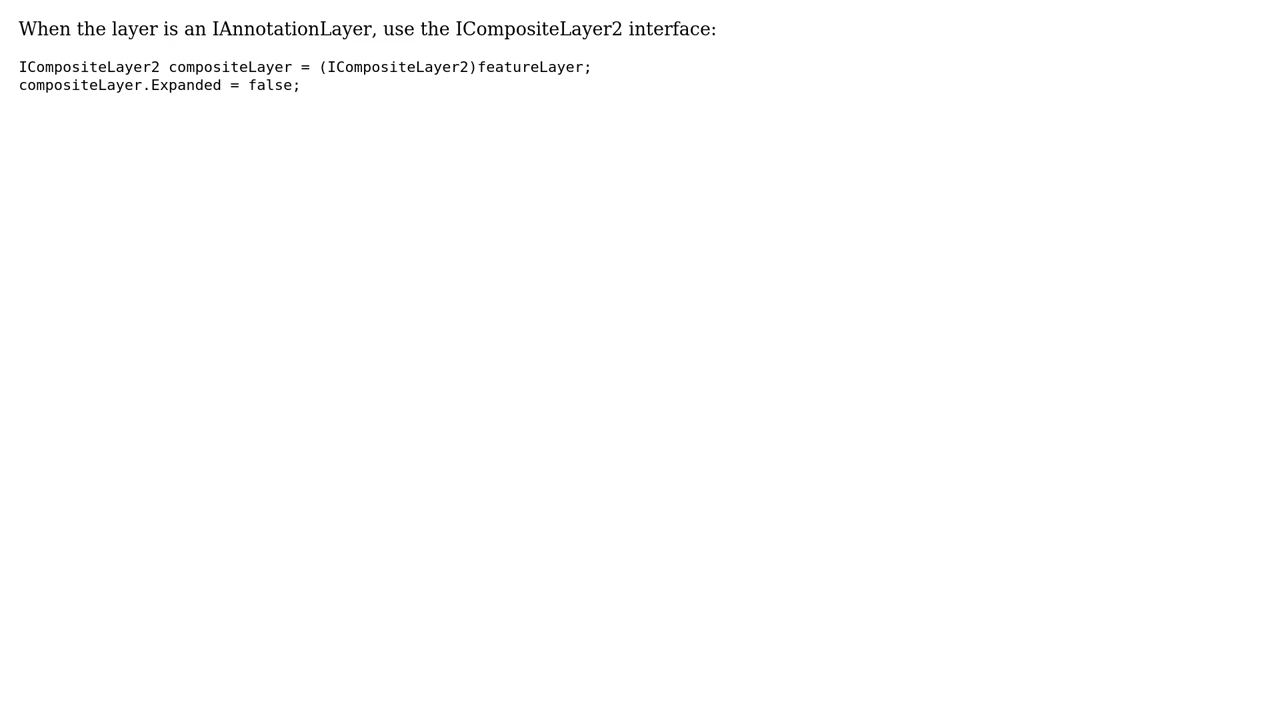 When the layer is an IAnnotationLayer, use the ICompositeLayer2 interface:
ICompositeLayer2 compositeLayer = (ICompositeLayer2)featureLayer;
compositeLayer.Expanded = false;